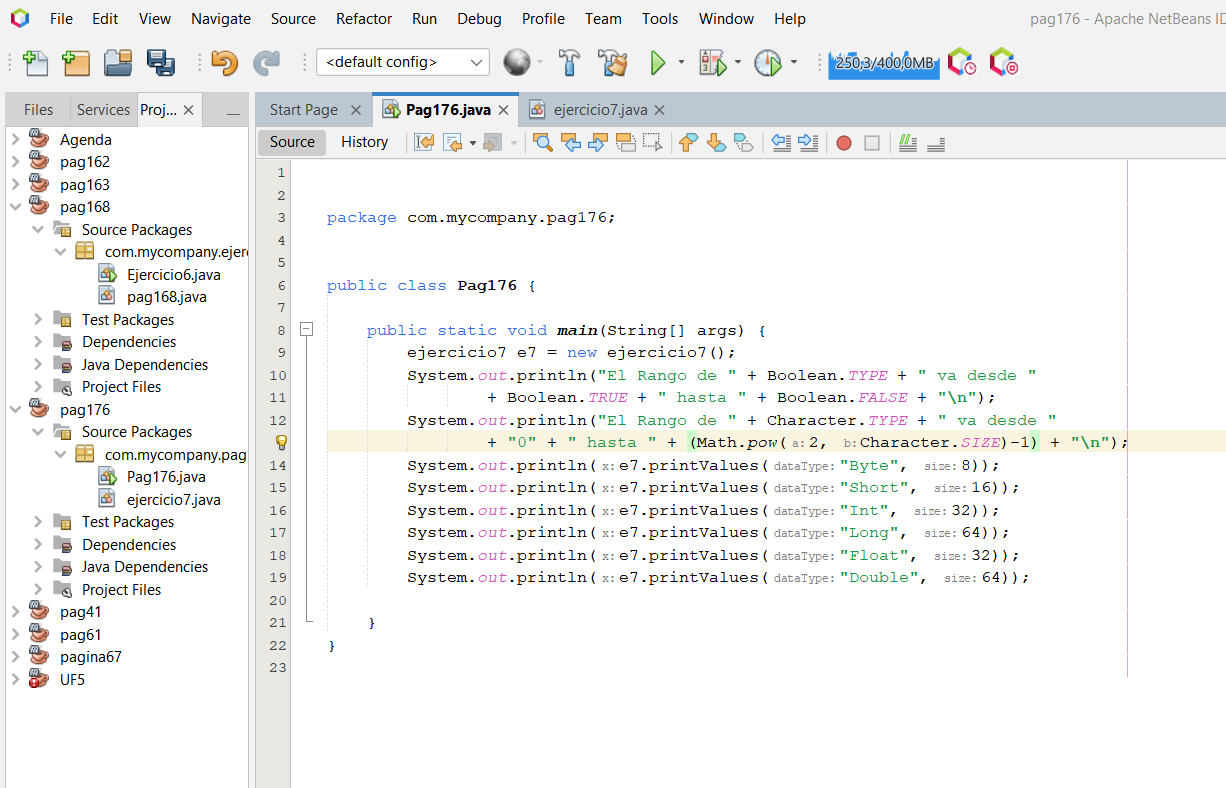 File Edit View Navigate Source Refactor Run Debug Profile Team Tools Window Help
pag176 - Apache NetBeans ID
<default config>
250,3/400,0MB
Files Services Proj...
Start Page Pag176.java ejercicio7.java
Source History
Agenda
pag162
pag163
pag168
Source Packages
com.mycompany.ejer
Ejercicio6.java
pag168.java
Test Packages
Dependencies
Java Dependencies
Project Files
pag176
Source Packages
com.mycompany.pag
Pag176.java
ejercicio7.java
Test Packages
Dependencies
Java Dependencies
Project Files
pag41
pag61
pagina67
UF5
1
2
3 package com.mycompany.pag176;
4
5
6 public class Pag176 {
7
8 public static void main(String[] args) {
9 ejercicio7 e7 = new ejercicio7();
10 System.out.println("El Rango de " + Boolean.TYPE + " va desde "
11 + Boolean.TRUE + " hasta " + Boolean.FALSE + "\n");
12 System.out.println("El Rango de " + Character.TYPE + " va desde "
+ "0" + " hasta " + (Math.pow( a: 2, b: Character.SIZE)-1) + "\n");
14 System.out.println( x: e7.printValues( dataType: "Byte", size: 8));
15 System.out.println( x: e7.printValues( dataType: "Short", size: 16));
16 System.out.println( x: e7.printValues( dataType: "Int", size: 32));
17 System.out.println( x: e7.printValues( dataType: "Long", size: 64));
18 System.out.println( x: e7.printValues( dataType: "Float", size: 32));
19 System.out.println( x: e7.printValues( dataType: "Double", size: 64));
20
21 }
22 }
23